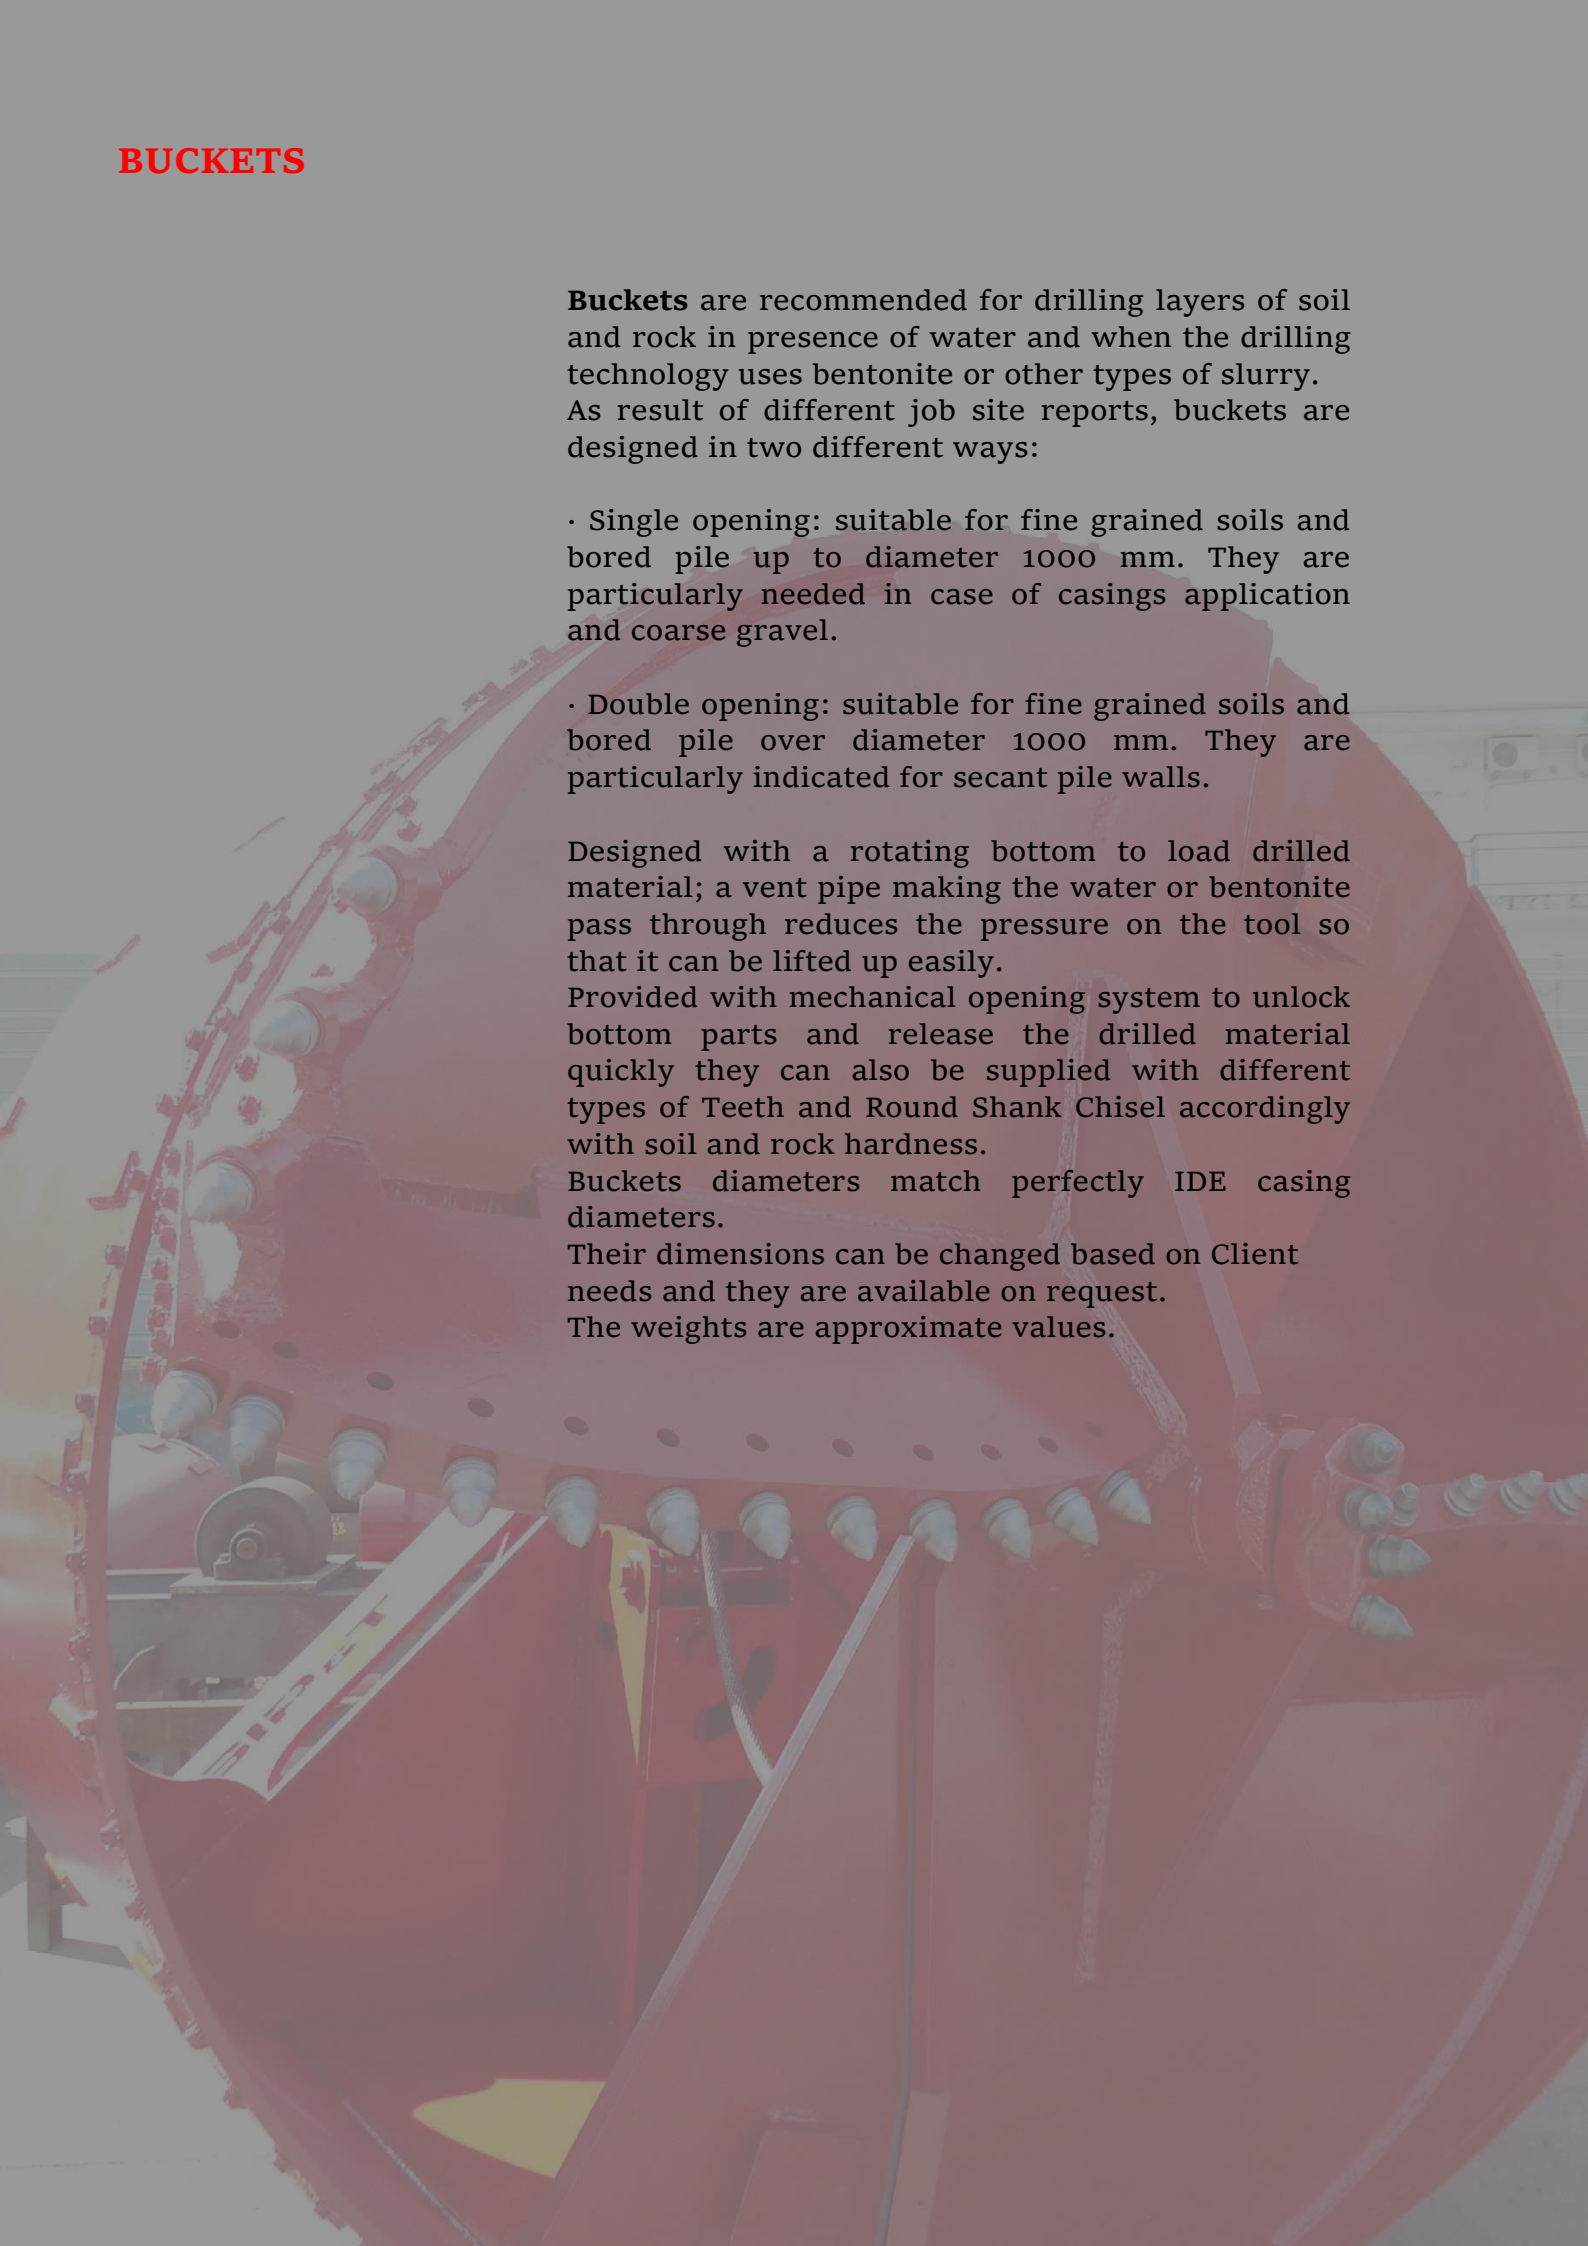 BUCKETS
Buckets are recommended for drilling layers of soil
and rock in presence of water and when the drilling
technology uses bentonite or other types of slurry.
As result of different job site reports, buckets are
designed in two different ways:
· Single opening: suitable for fine grained soils and
bored pile up to diameter 1000 mm. They are
particularly needed in case of casings application
and coarse gravel.
· Double opening: suitable for fine grained soils and
bored pile over diameter 1000 mm. They are
particularly indicated for secant pile walls.
Designed with a rotating bottom to load drilled
material; a vent pipe making the water or bentonite
pass through reduces the pressure on the tool so
that it can be lifted up easily.
Provided with mechanical opening system to unlock
bottom parts and release the drilled material
quickly they can also be supplied with different
types of Teeth and Round Shank Chisel accordingly
with soil and rock hardness.
Buckets diameters match perfectly IDE casing
diameters.
Their dimensions can be changed based on Client
needs and they are available on request.
The weights are approximate values.